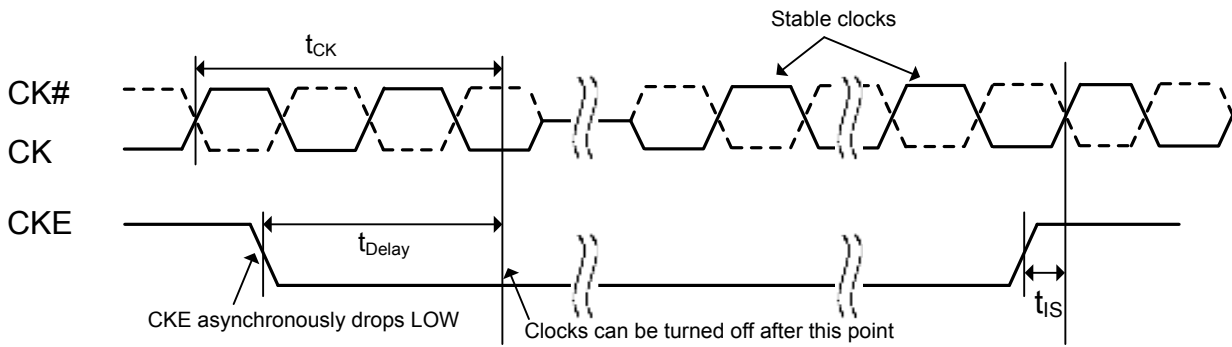 Stable clocks
tCK
CK#
CK
CKE
tDelay
tIS
CKE asynchronously drops LOW
Clocks can be turned off after this point